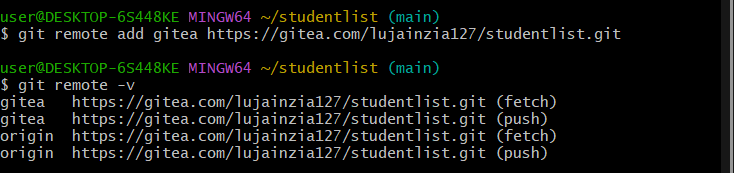 user@DESKTOP-6S448KE MINGW64 ~/studentlist (main)
$ git remote add gitea https://gitea.com/lujainzia127/studentlist.git
user@DESKTOP-6S448KE MINGW64 ~/studentlist (main)
$ git remote -v
gitea   https://gitea.com/lujainzia127/studentlist.git (fetch)
gitea   https://gitea.com/lujainzia127/studentlist.git (push)
origin  https://gitea.com/lujainzia127/studentlist.git (fetch)
origin  https://gitea.com/lujainzia127/studentlist.git (push)